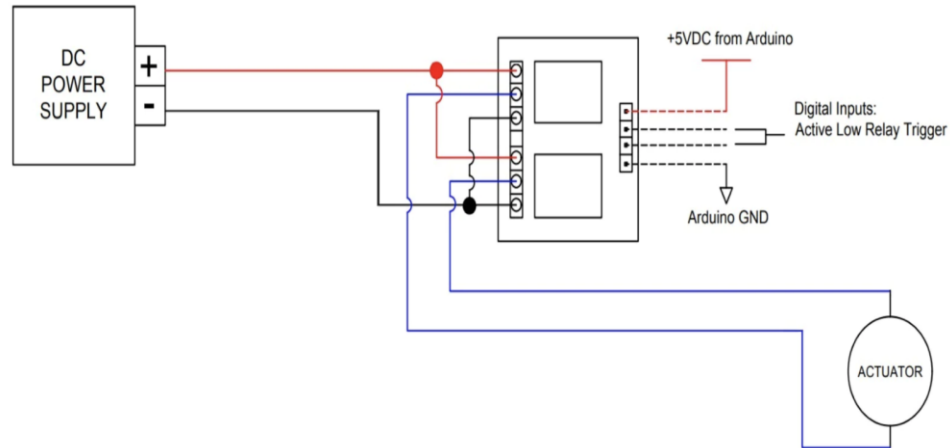 DC
POWER
SUPPLY
+
-
+5VDC from Arduino
Digital Inputs:
Active Low Relay Trigger
Arduino GND
ACTUATOR